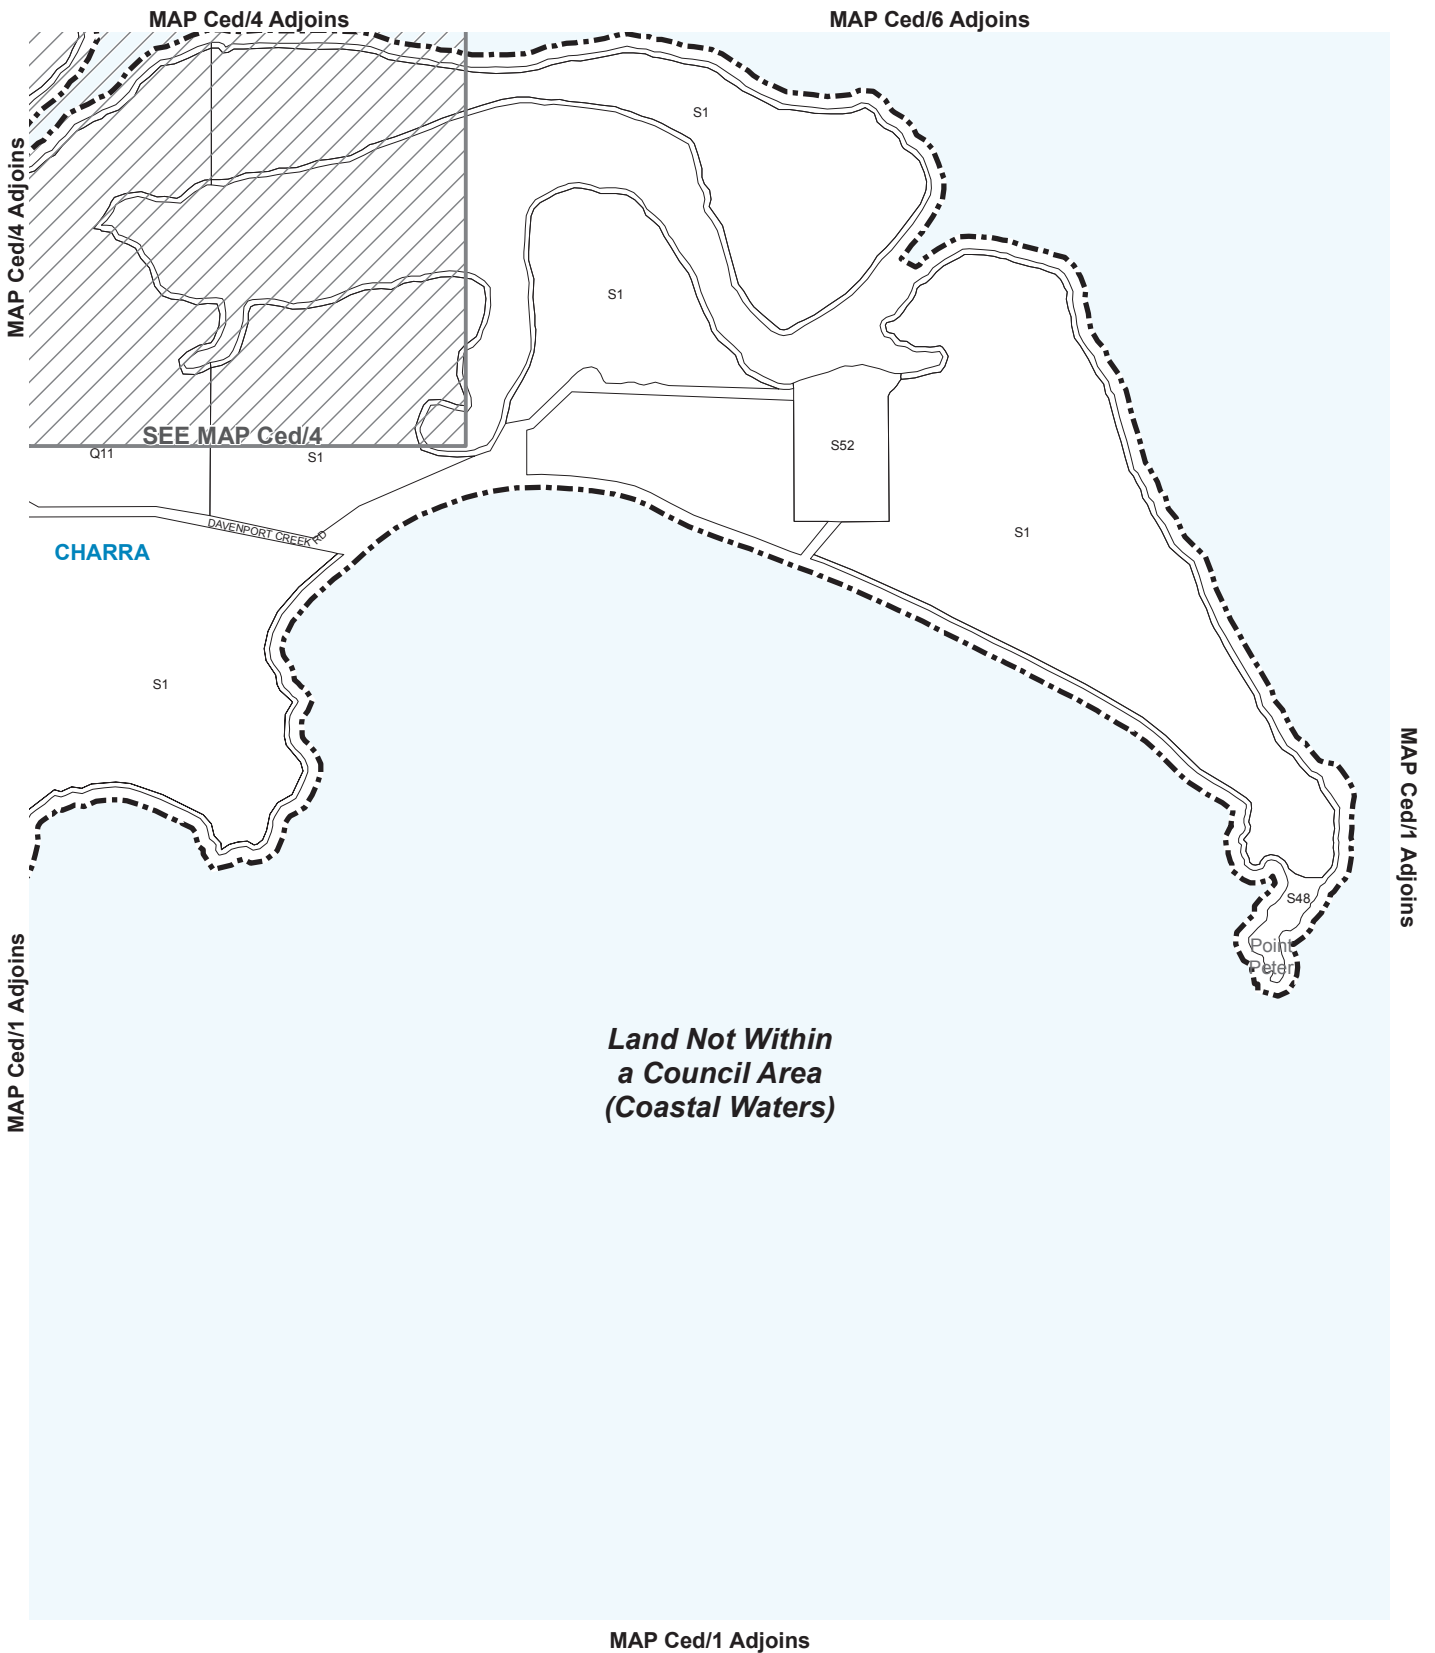 MAP Ced/4 Adjoins
MAP Ced/6 Adjoins
MAP Ced/4 Adjoins
S1
S1
SEE MAP Ced/4
Q11
S1
S52
DAVENPORT CREEK RD
CHARRA
S1
S1
MAP Ced/1 Adjoins
S48
Point
Peter
MAP Ced/1 Adjoins
Land Not Within
a Council Area
(Coastal Waters)
MAP Ced/1 Adjoins